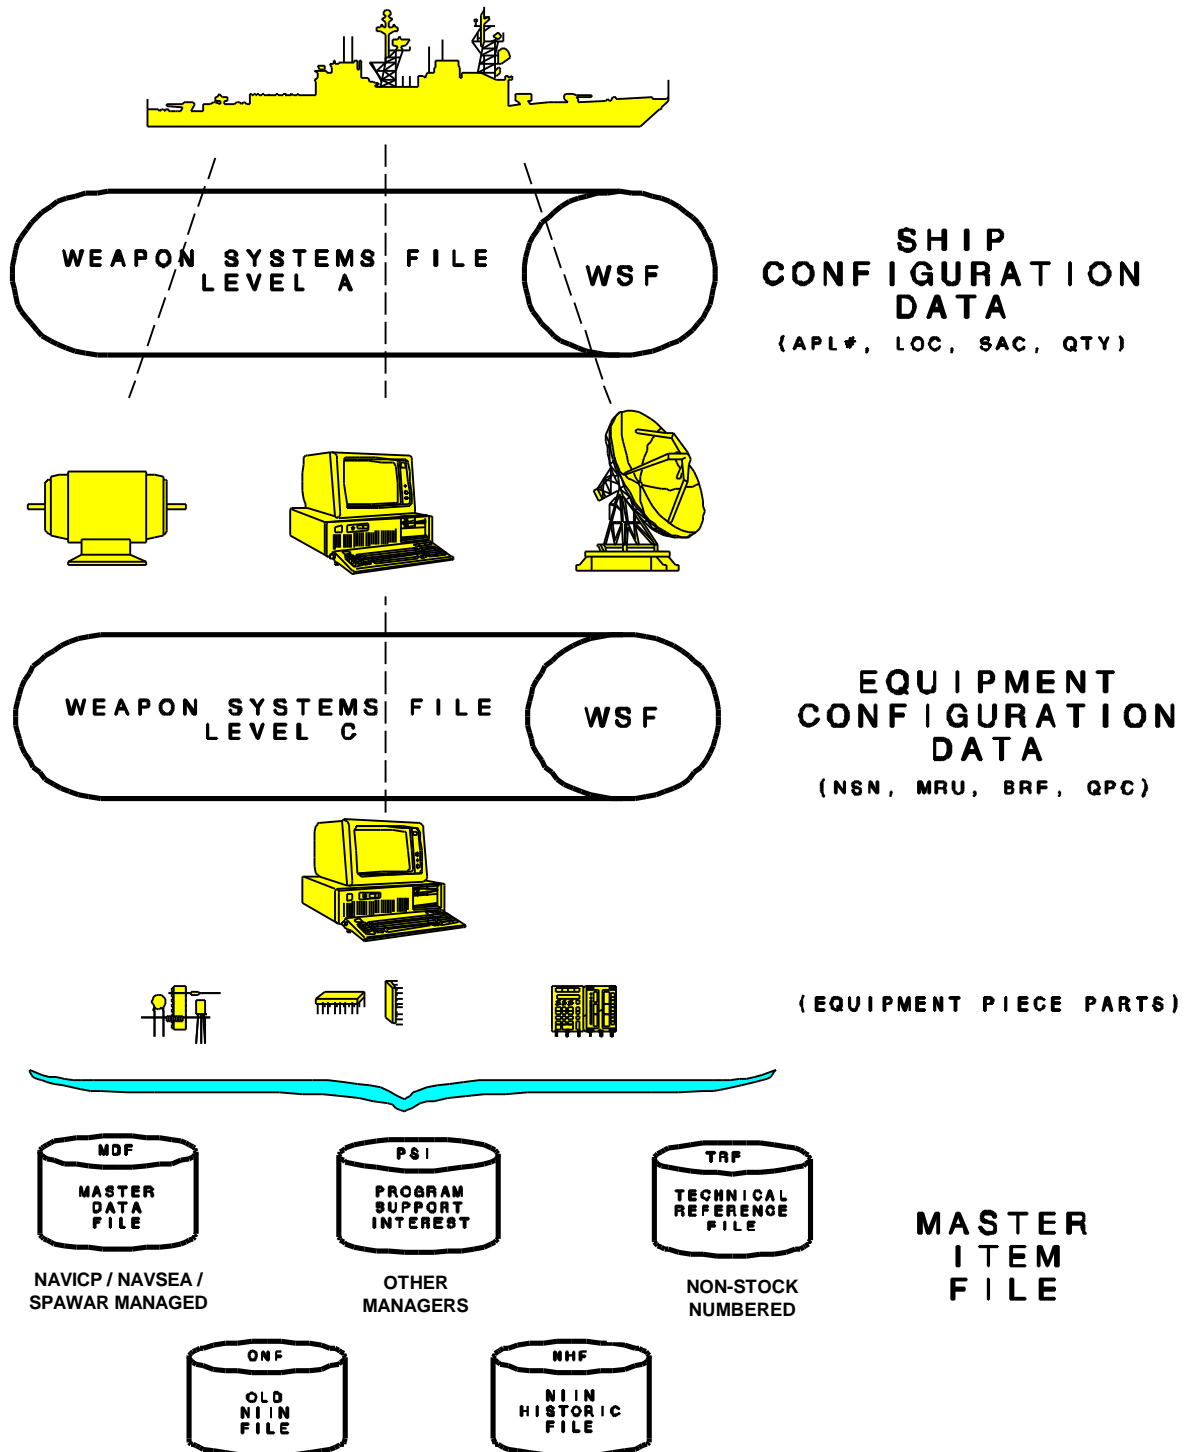 WEAPON SYSTEMS FILE
LEVEL A
WSF
SHIP
CONFIGURATION
DATA
(APL#, LOC, SAC, QTY)
WEAPON SYSTEMS FILE
LEVEL C
WSF
EQUIPMENT
CONFIGURATION
DATA
(NSN, MRU, BRF, QPC)
(EQUIPMENT PIECE PARTS)
MDF
MASTER
DATA
FILE
PSI
PROGRAM
SUPPORT
INTEREST
TRF
TECHNICAL
REFERENCE
FILE
MASTER
ITEM
FILE
NAVICP / NAVSEA /
SPAWAR MANAGED
OTHER
MANAGERS
NON-STOCK
NUMBERED
ONF
OLD
NIIN
FILE
NHF
NIIN
HISTORIC
FILE